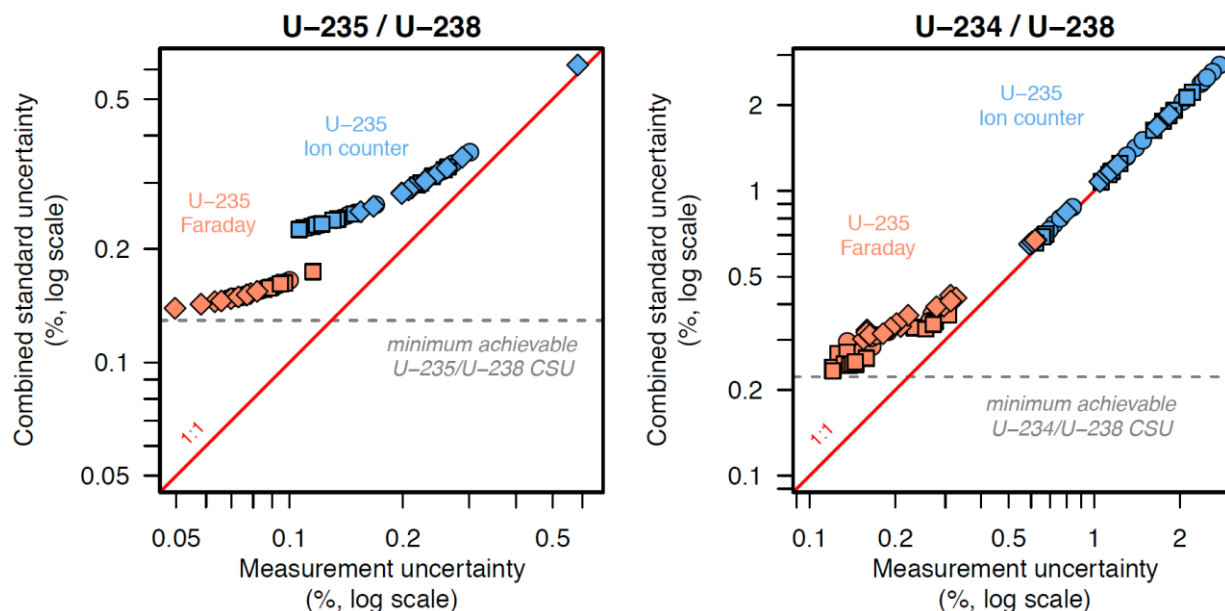 U−235 / U−238
Combined standard uncertainty
(%, log scale)
0.5
0.2
0.1
0.05
U−235
Ion counter
U−235
Faraday
minimum achievable
U−235/U−238 CSU
1:1
0.05
0.1
0.2
0.5
Measurement uncertainty
(%, log scale)
U−234 / U−238
Combined standard uncertainty
(%, log scale)
2
1
0.5
0.2
0.1
U−235
Ion counter
U−235
Faraday
minimum achievable
U−234/U−238 CSU
1:1
0.1
0.2
0.5
1
2
Measurement uncertainty
(%, log scale)